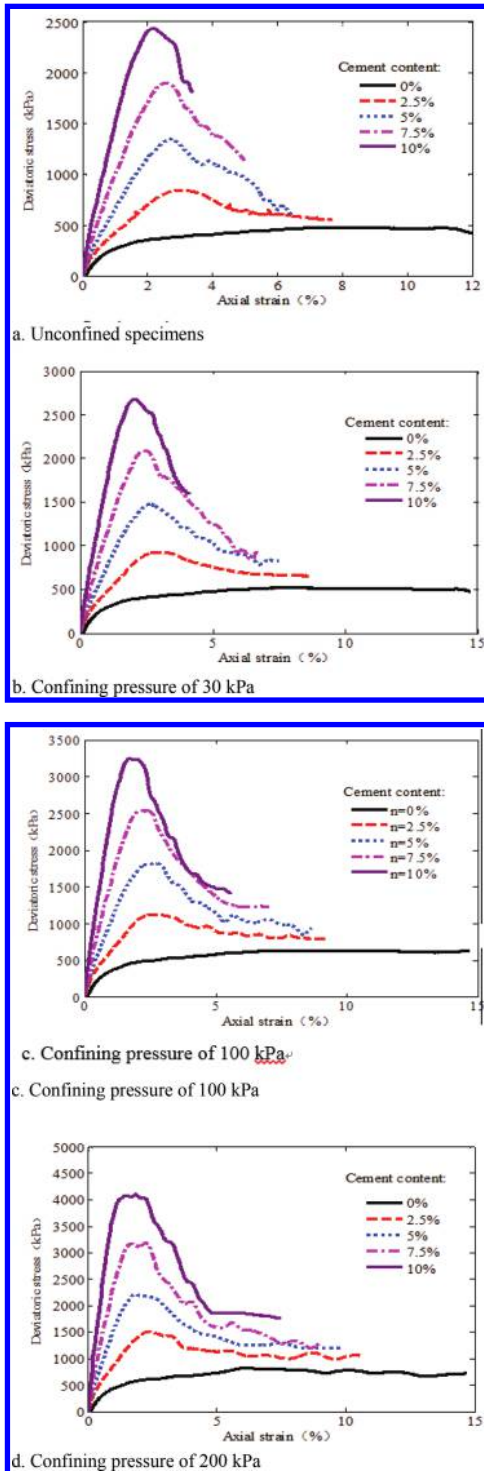 2500
2000
1500
1000
500
0
Deviatoric stress (kPa)
Cement content:
0%
2.5%
5%
7.5%
10%
2 4 6 8 10 12
Axial strain (%)
a. Unconfined specimens
3000
2500
2000
1500
1000
500
0
Deviatoric stress (kPa)
Cement content:
0%
2.5%
5%
7.5%
10%
0 5 10 15
Axial strain (%)
b. Confining pressure of 30 kPa
3500
3000
2500
2000
1500
1000
500
0
Deviatoric stress (kPa)
Cement content:
n=0%
n=2.5%
n=5%
n=7.5%
n=10%
0 5 10 15
Axial strain (%)
c. Confining pressure of 100 kPa
c. Confining pressure of 100 kPa
5000
4500
4000
3500
3000
2500
2000
1500
1000
500
0
Deviatoric stress (kPa)
Cement content:
0%
2.5%
5%
7.5%
10%
0 5 10 15
Axial strain (%)
d. Confining pressure of 200 kPa